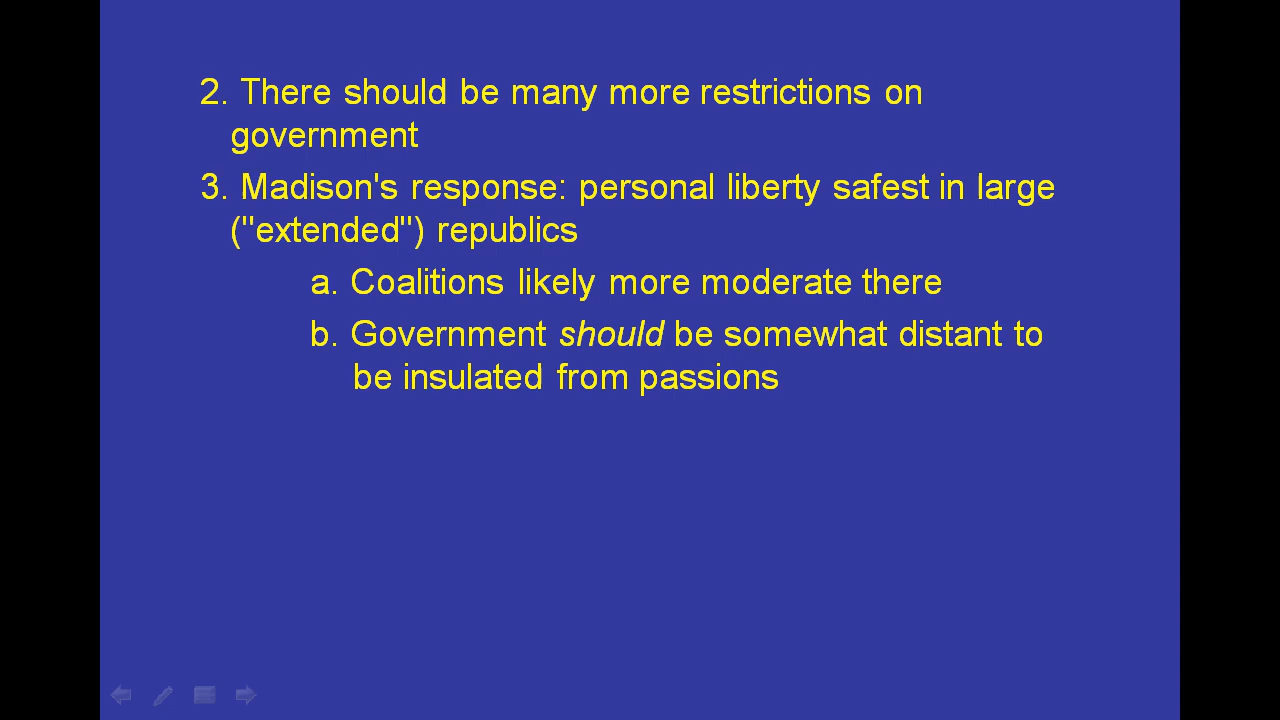 2. There should be many more restrictions on
government
3. Madison's response: personal liberty safest in large
("extended") republics
a. Coalitions likely more moderate there
b. Government should be somewhat distant to
be insulated from passions